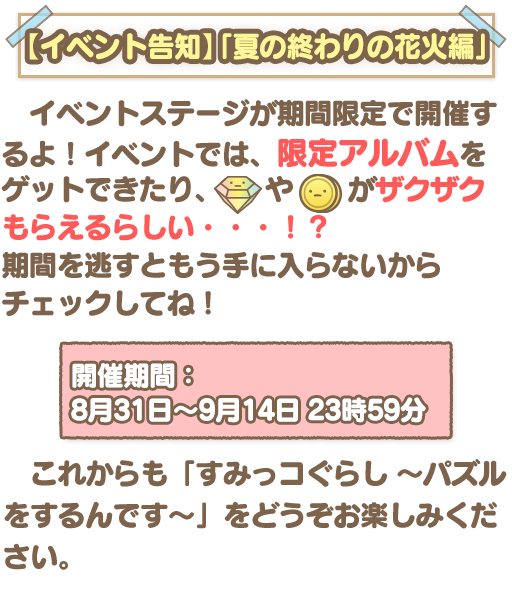 【イベント告知】「夏の終わりの花火編」
イベントステージが期間限定で開催す
るよ！イベントでは、限定アルバムを
ゲットできたり、や がザクザク
もらえるらしい・・・！？
期間を逃すともう手に入らないから
チェックしてね！
開催期間：
8月31日～9月14日 23時59分
これからも「すみっコぐらし ～パズル
をするんです～」をどうぞお楽しみくだ
さい。